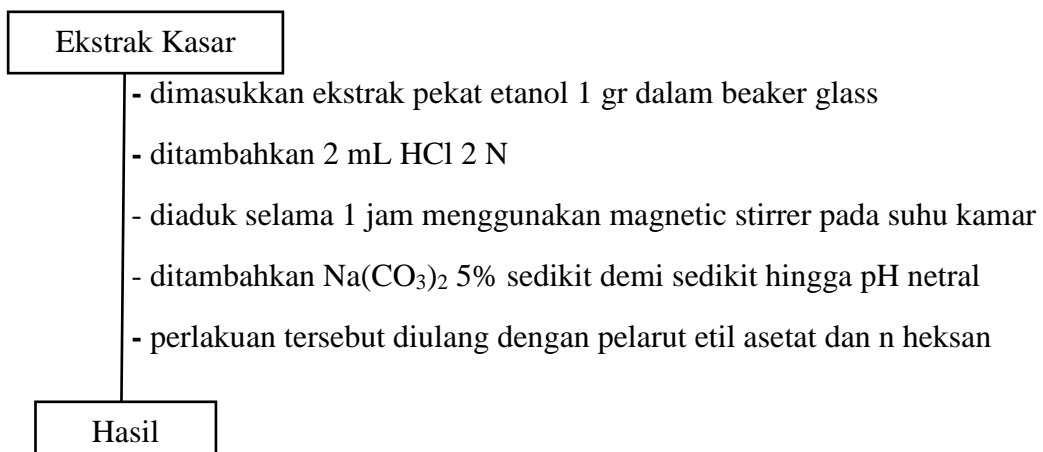 Ekstrak Kasar
- dimasukkan ekstrak pekat etanol 1 gr dalam beaker glass
- ditambahkan 2 mL HCl 2 N
- diaduk selama 1 jam menggunakan magnetic stirrer pada suhu kamar
- ditambahkan Na(CO₃)₂ 5% sedikit demi sedikit hingga pH netral
- perlakuan tersebut diulang dengan pelarut etil asetat dan n heksan
Hasil